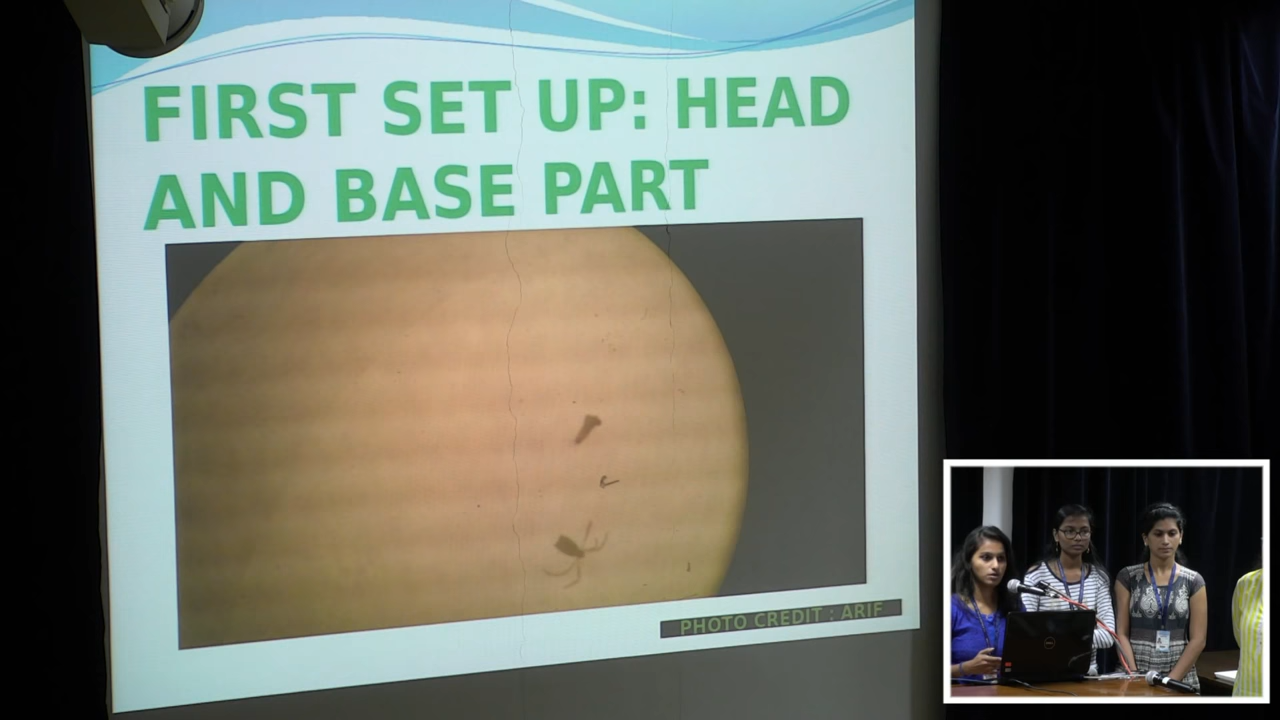 FIRST SET UP: HEAD
AND BASE PART
PHOTO CREDIT : ARIF